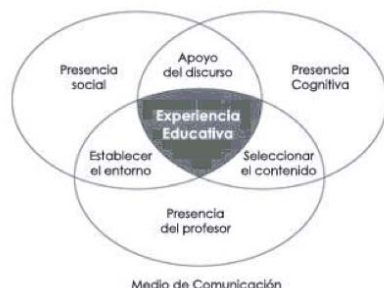 Apoyo
del discurso
Presencia
social
Presencia
Cognitiva
Experiencia
Educativa
Establecer
el entorno
Seleccionar
el contenido
Presencia
del profesor
Medio de Comunicación